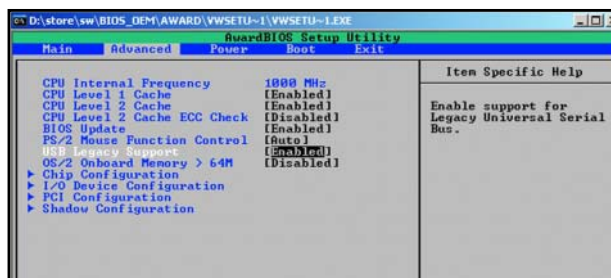 D:\store\sw\BIOS_OEM\AWARD\VWSETU~1\VWSETU~1.EXE
AwardBIOS Setup Utility
Main Advanced Power Boot Exit
Item Specific Help
CPU Internal Frequency 1000 MHz
CPU Level 1 Cache [Enabled]
CPU Level 2 Cache [Enabled]
CPU Level 2 Cache ECC Check [Disabled]
BIOS Update [Enabled]
PS/2 Mouse Function Control [Auto]
USB Legacy Support [Enabled]
OS/2 Onboard Memory > 64M [Disabled]
Chip Configuration
I/O Device Configuration
PCI Configuration
Shadow Configuration
Enable support for
Legacy Universal Serial
Bus.